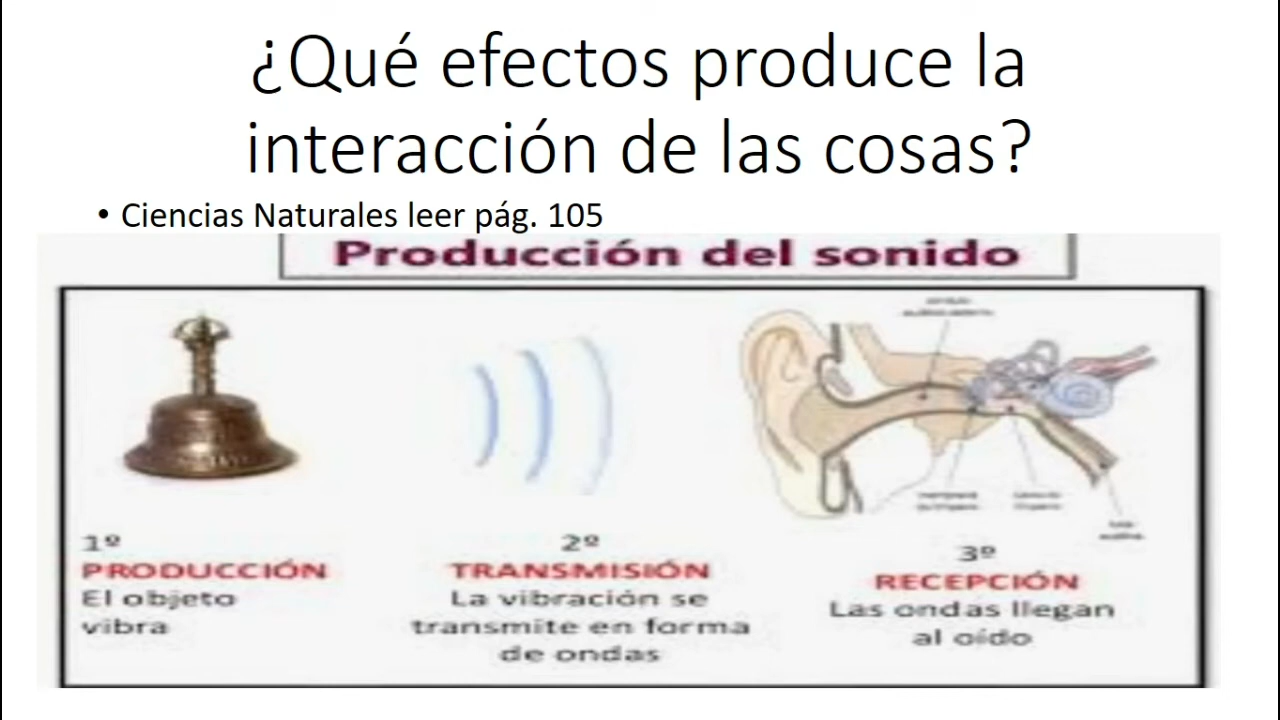 ¿Qué efectos produce la
interacción de las cosas?
• Ciencias Naturales leer pág. 105
Producción del sonido
1º
PRODUCCIÓN
El objeto
vibra
2º
TRANSMISIÓN
La vibración se
transmite en forma
de ondas
3º
RECEPCIÓN
Las ondas llegan
al oído